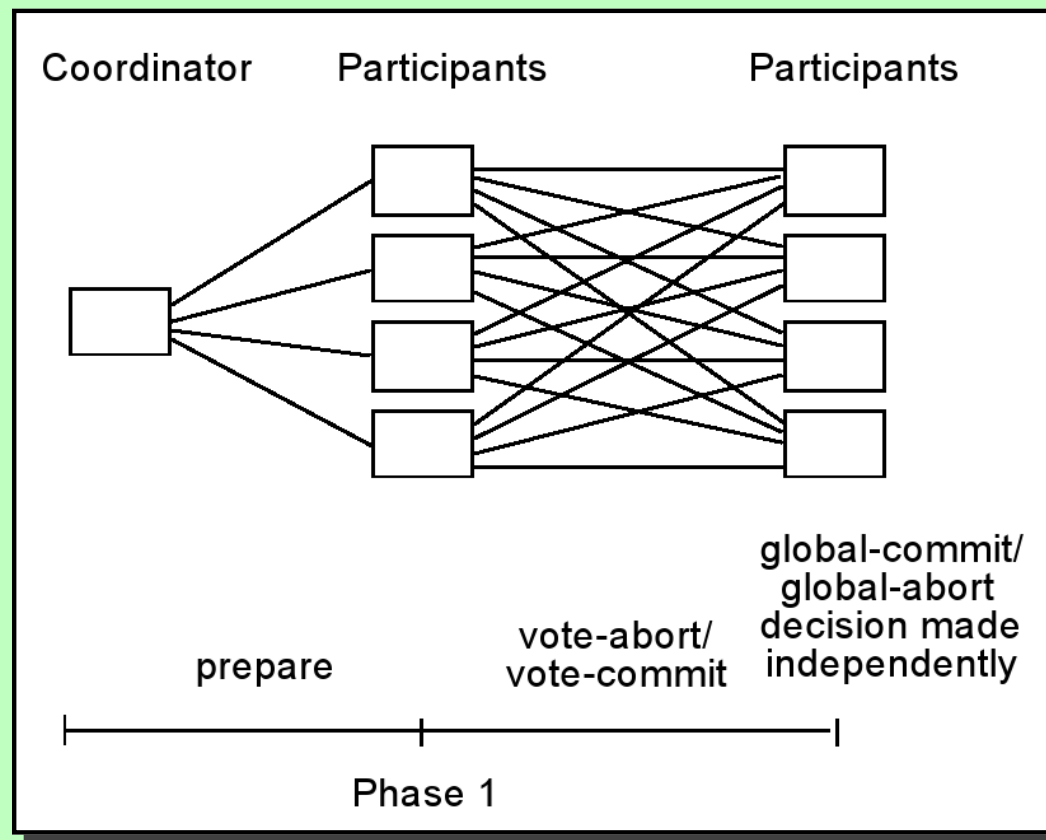 Coordinator
Participants
Participants
prepare
vote-abort/
vote-commit
global-commit/
global-abort
decision made
independently
Phase 1